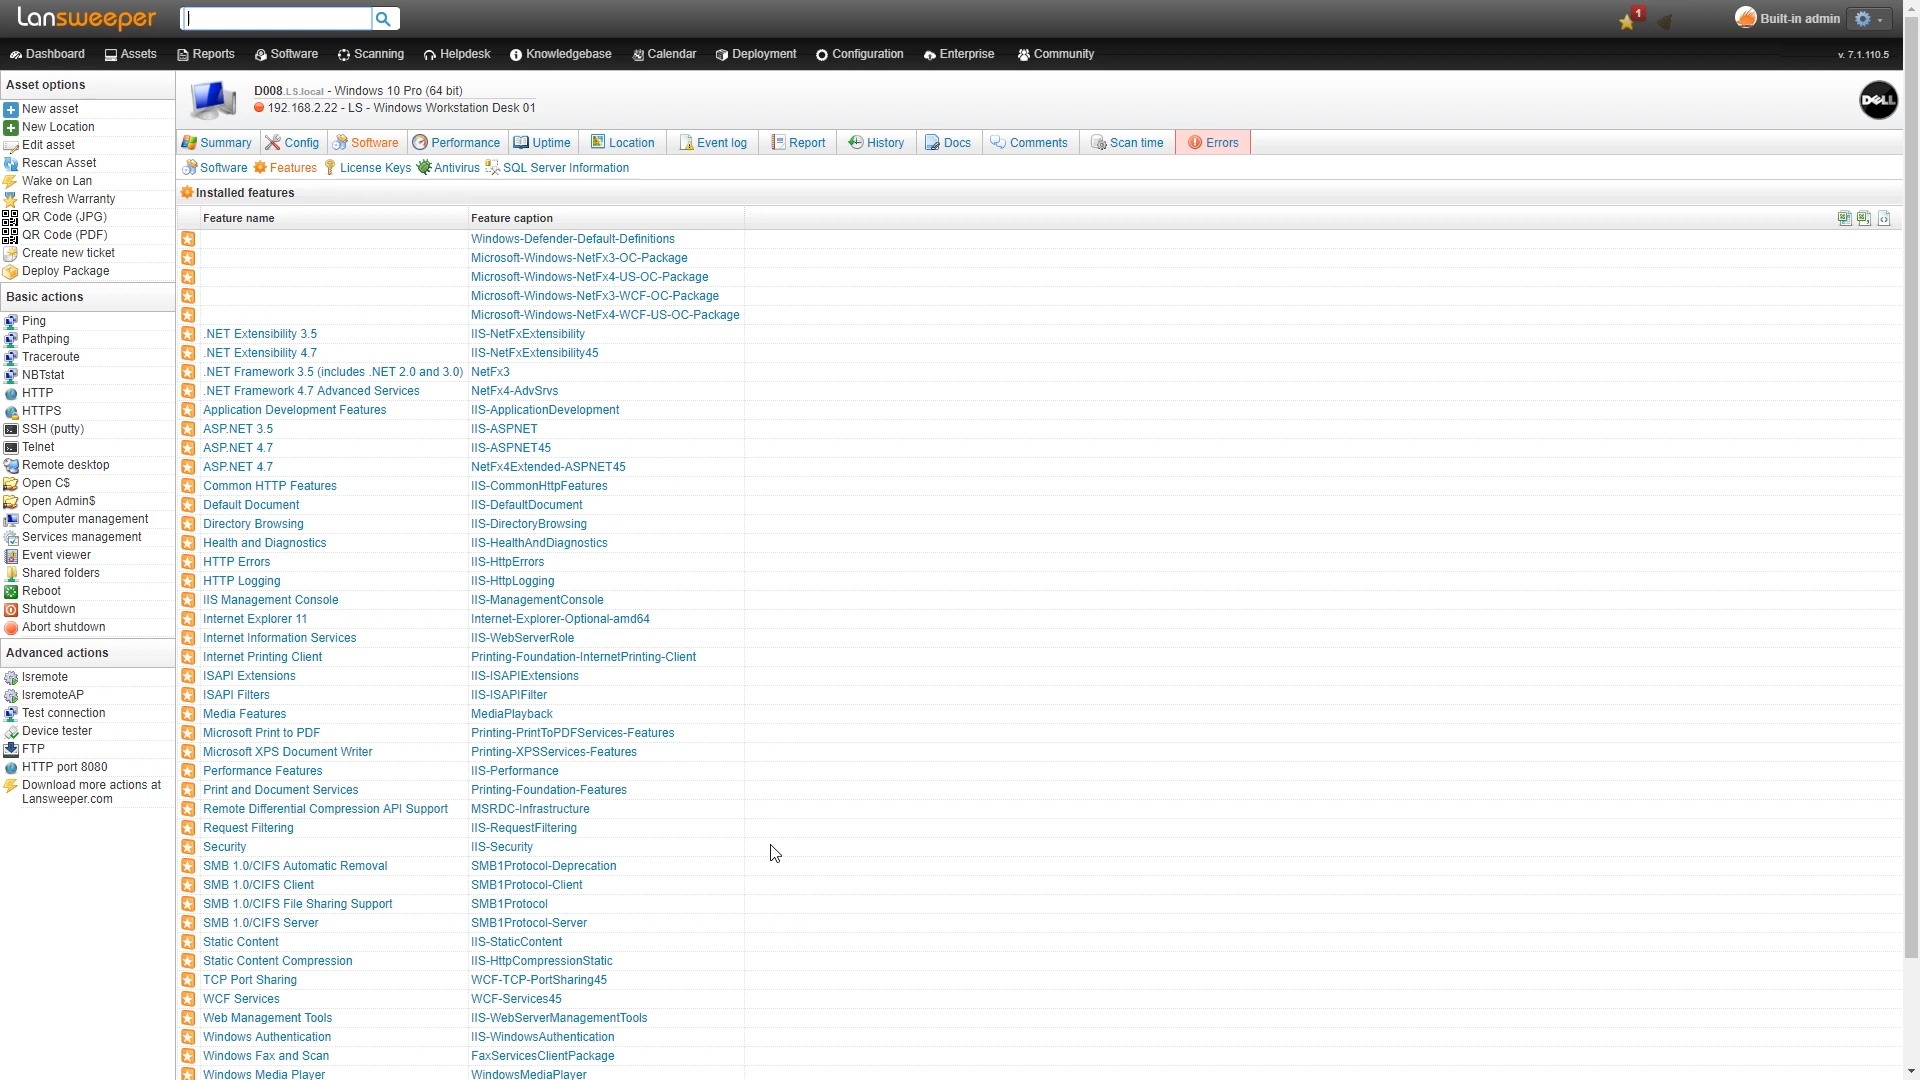 Lansweeper
1
Built-in admin
Dashboard Assets Reports Software Scanning Helpdesk Knowledgebase Calendar Deployment Configuration Enterprise Community
v. 7.1.110.5
Asset options
New asset
New Location
Edit asset
Rescan Asset
Wake on Lan
Refresh Warranty
QR Code (JPG)
QR Code (PDF)
Create new ticket
Deploy Package
Basic actions
Ping
Pathping
Traceroute
NBTstat
HTTP
HTTPS
SSH (putty)
Telnet
Remote desktop
Open C$
Open Admin$
Computer management
Services management
Event viewer
Shared folders
Reboot
Shutdown
Abort shutdown
Advanced actions
lsremote
lsremoteAP
Test connection
Device tester
FTP
HTTP port 8080
Download more actions at
Lansweeper.com
D008.LS.local - Windows 10 Pro (64 bit)
192.168.2.22 - LS - Windows Workstation Desk 01
DELL
Summary Config Software Performance Uptime Location Event log Report History Docs Comments Scan time Errors
Software Features License Keys Antivirus SQL Server Information
Installed features
Feature name Feature caption
Windows-Defender-Default-Definitions
Microsoft-Windows-NetFx3-OC-Package
Microsoft-Windows-NetFx4-US-OC-Package
Microsoft-Windows-NetFx3-WCF-OC-Package
Microsoft-Windows-NetFx4-WCF-US-OC-Package
.NET Extensibility 3.5 IIS-NetFxExtensibility
.NET Extensibility 4.7 IIS-NetFxExtensibility45
.NET Framework 3.5 (includes .NET 2.0 and 3.0) NetFx3
.NET Framework 4.7 Advanced Services NetFx4-AdvSrvs
Application Development Features IIS-ApplicationDevelopment
ASP.NET 3.5 IIS-ASPNET
ASP.NET 4.7 IIS-ASPNET45
ASP.NET 4.7 NetFx4Extended-ASPNET45
Common HTTP Features IIS-CommonHttpFeatures
Default Document IIS-DefaultDocument
Directory Browsing IIS-DirectoryBrowsing
Health and Diagnostics IIS-HealthAndDiagnostics
HTTP Errors IIS-HttpErrors
HTTP Logging IIS-HttpLogging
IIS Management Console IIS-ManagementConsole
Internet Explorer 11 Internet-Explorer-Optional-amd64
Internet Information Services IIS-WebServerRole
Internet Printing Client Printing-Foundation-InternetPrinting-Client
ISAPI Extensions IIS-ISAPIExtensions
ISAPI Filters IIS-ISAPIFilter
Media Features MediaPlayback
Microsoft Print to PDF Printing-PrintToPDFServices-Features
Microsoft XPS Document Writer Printing-XPSServices-Features
Performance Features IIS-Performance
Print and Document Services Printing-Foundation-Features
Remote Differential Compression API Support MSRDC-Infrastructure
Request Filtering IIS-RequestFiltering
Security IIS-Security
SMB 1.0/CIFS Automatic Removal SMB1Protocol-Deprecation
SMB 1.0/CIFS Client SMB1Protocol-Client
SMB 1.0/CIFS File Sharing Support SMB1Protocol
SMB 1.0/CIFS Server SMB1Protocol-Server
Static Content IIS-StaticContent
Static Content Compression IIS-HttpCompressionStatic
TCP Port Sharing WCF-TCP-PortSharing45
WCF Services WCF-Services45
Web Management Tools IIS-WebServerManagementTools
Windows Authentication IIS-WindowsAuthentication
Windows Fax and Scan FaxServicesClientPackage
Windows Media Player WindowsMediaPlayer